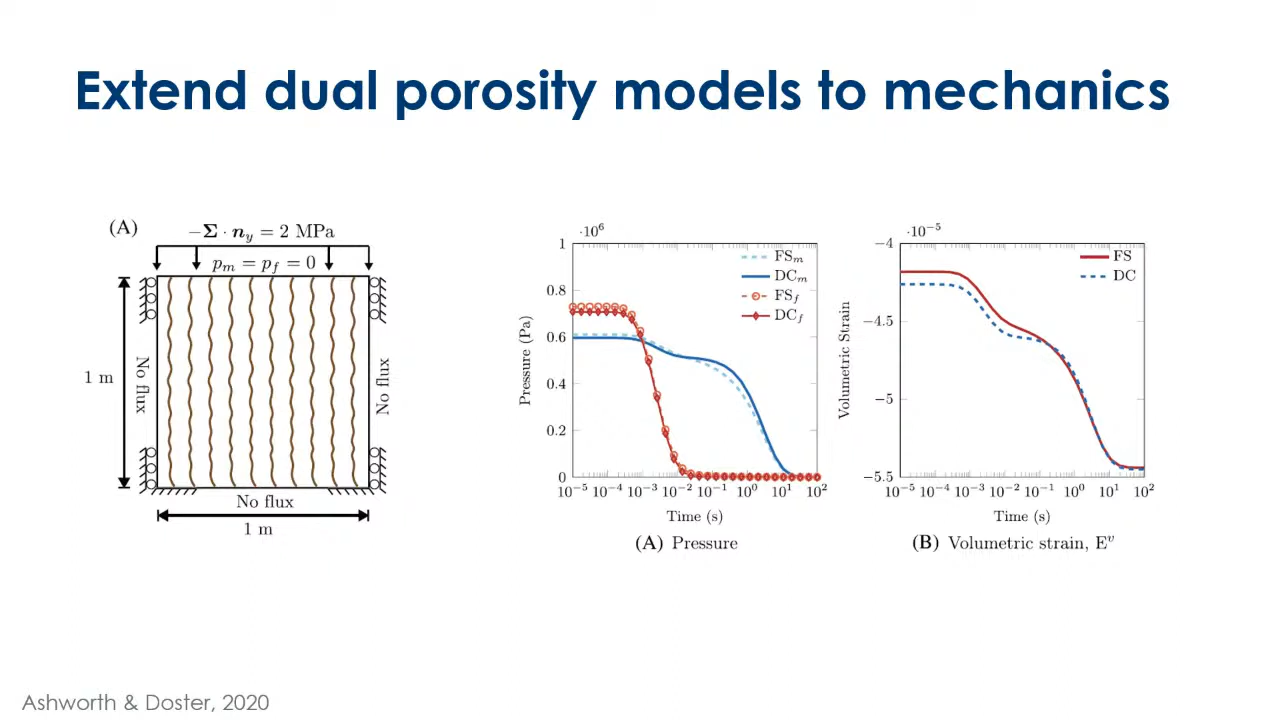 Extend dual porosity models to mechanics
(A)
−Σ · n_y = 2 MPa
p_m = p_f = 0
1 m
No flux
No flux
No flux
1 m
·10^6
FS_m
DC_m
FS_f
DC_f
1
0.8
0.6
0.4
0.2
0
Pressure (Pa)
10^−5 10^−4 10^−3 10^−2 10^−1 10^0 10^1 10^2
Time (s)
(A) Pressure
·10^−5
FS
DC
−4
−4.5
−5
−5.5
Volumetric Strain
10^−5 10^−4 10^−3 10^−2 10^−1 10^0 10^1 10^2
Time (s)
(B) Volumetric strain, E^v
Ashworth & Doster, 2020